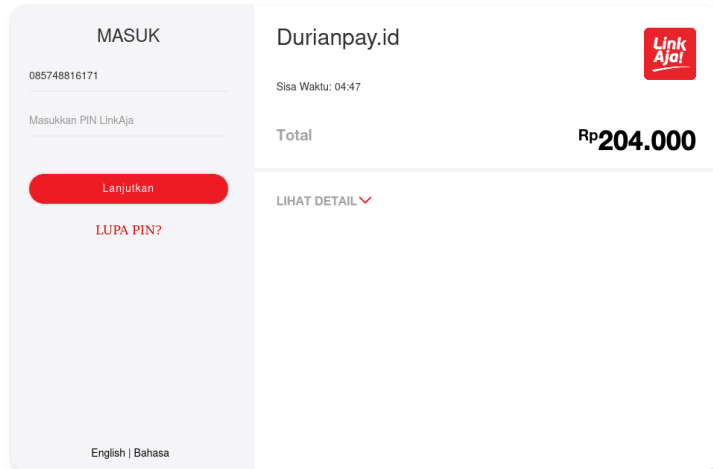 MASUK
085748816171
Masukkan PIN LinkAja
Lanjutkan
LUPA PIN?
English | Bahasa
Durianpay.id
Link
Aja!
Sisa Waktu: 04:47
Total
Rp204.000
LIHAT DETAIL